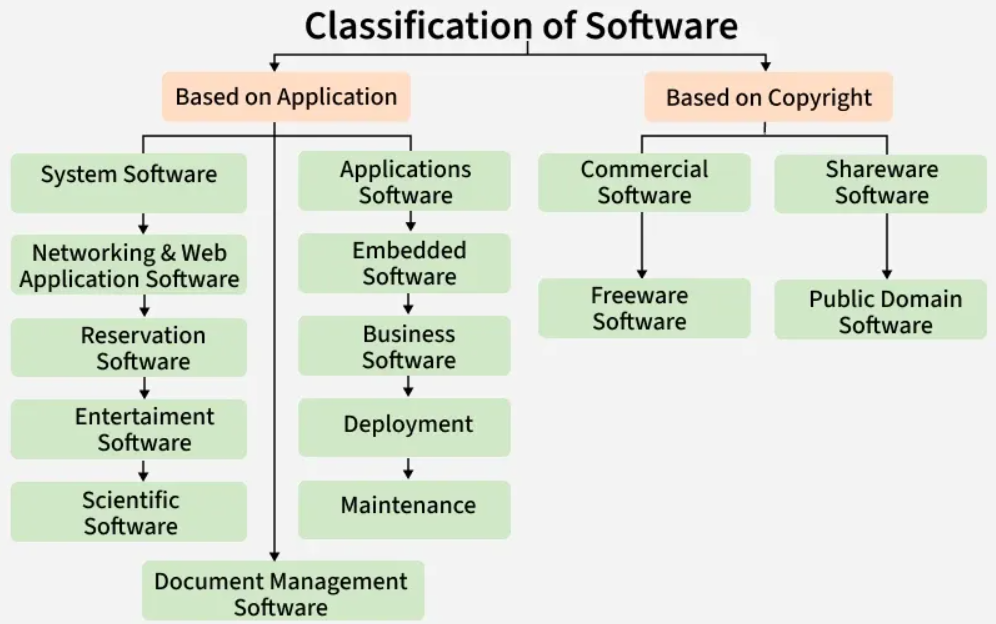 Classification of Software
Based on Application
Based on Copyright
System Software
Applications
Software
Commercial
Software
Shareware
Software
Networking & Web
Application Software
Embedded
Software
Freeware
Software
Public Domain
Software
Reservation
Software
Business
Software
Entertaiment
Software
Deployment
Scientific
Software
Maintenance
Document Management
Software